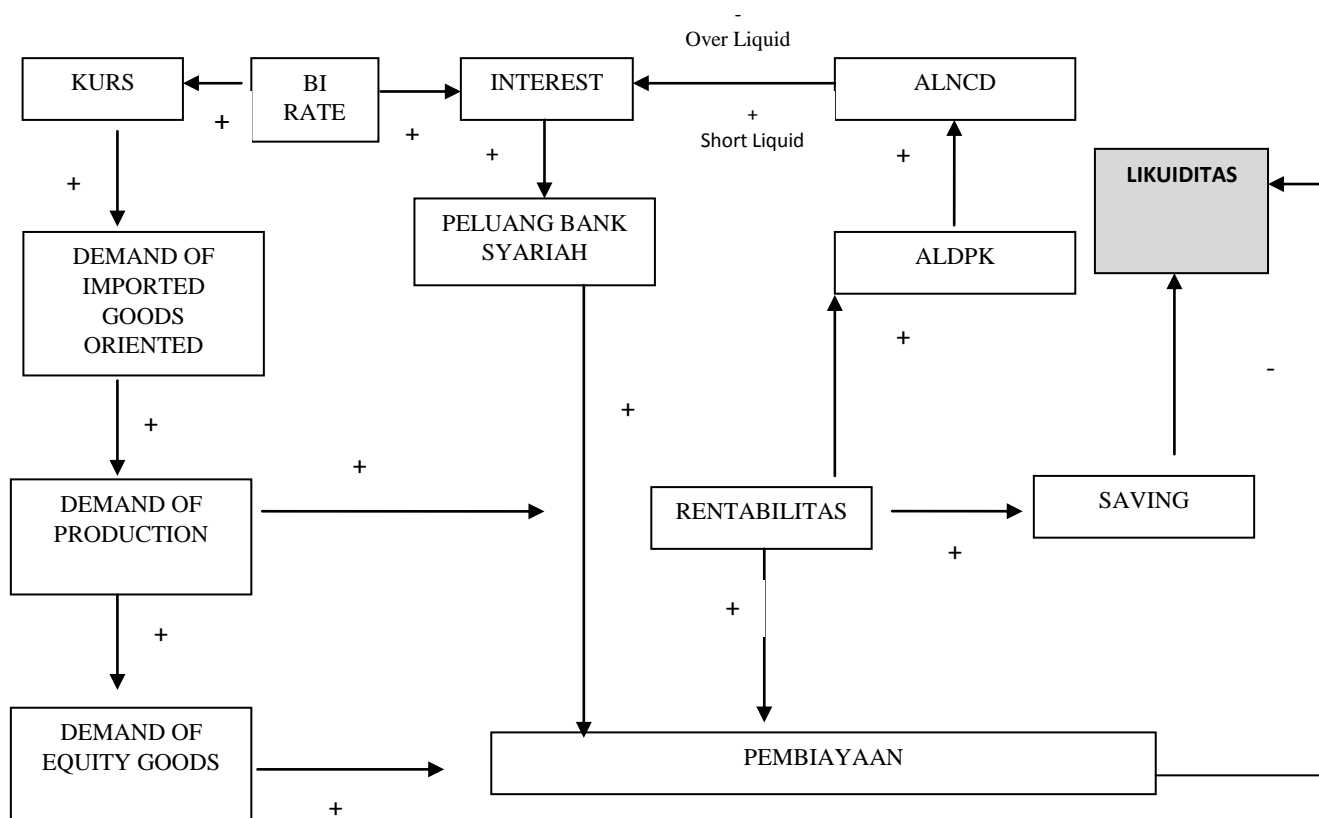 -
Over Liquid
KURS
BI
RATE
INTEREST
ALNCD
+
+
+
Short Liquid
+
+
+
LIKUIDITAS
PELUANG BANK
SYARIAH
DEMAND OF
IMPORTED
GOODS
ORIENTED
ALDPK
+
-
+
+
+
DEMAND OF
PRODUCTION
RENTABILITAS
SAVING
+
+
+
DEMAND OF
EQUITY GOODS
PEMBIAYAAN
+